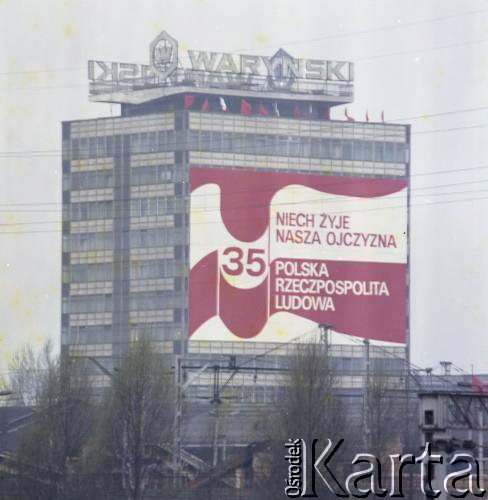 WARYŃSKI
NIECH ŻYJE
NASZA OJCZYZNA
35
POLSKA
RZECZPOSPOLITA
LUDOWA
Ośrodek
Karta